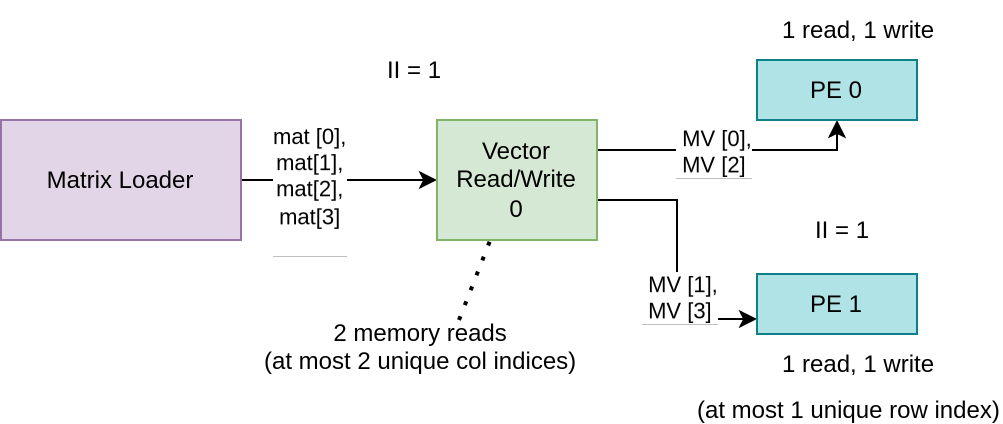 1 read, 1 write
II = 1
PE 0
mat [0],
mat[1],
mat[2],
mat[3]
Matrix Loader
Vector
Read/Write
0
MV [0],
MV [2]
II = 1
MV [1],
MV [3]
PE 1
2 memory reads
(at most 2 unique col indices)
1 read, 1 write
(at most 1 unique row index)